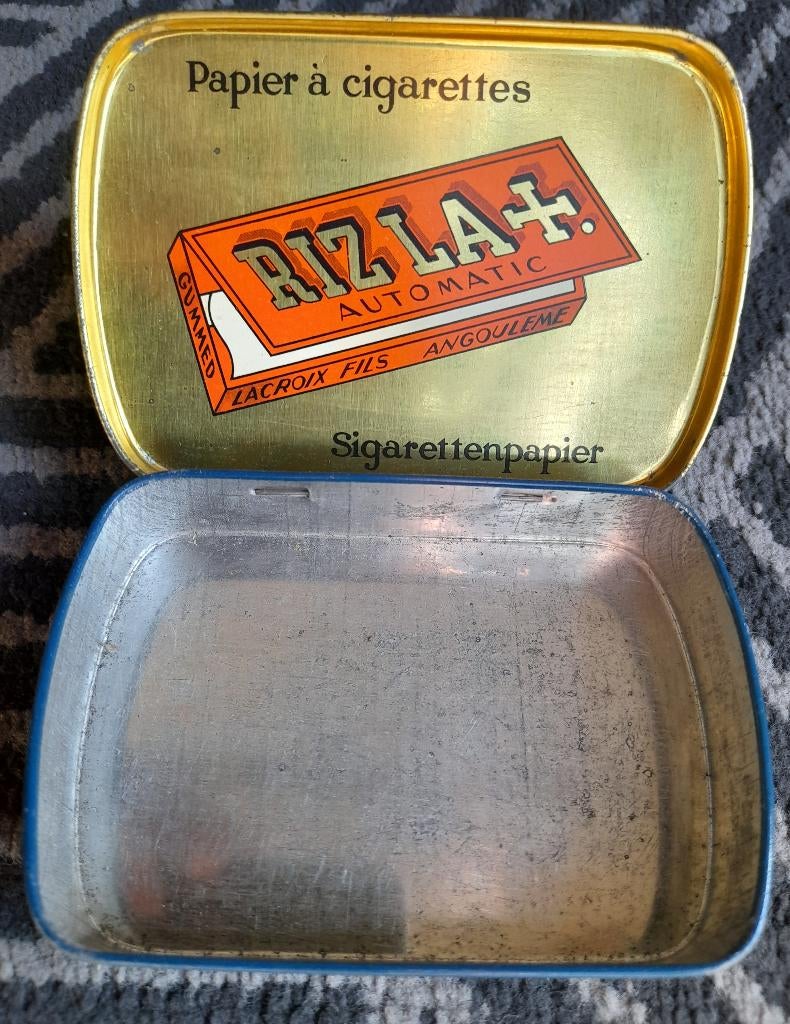 Papier à cigarettes
RIZ LA +.
AUTOMATIC
GUMMED
LACROIX FILS ANGOULEME
Sigarettenpapier